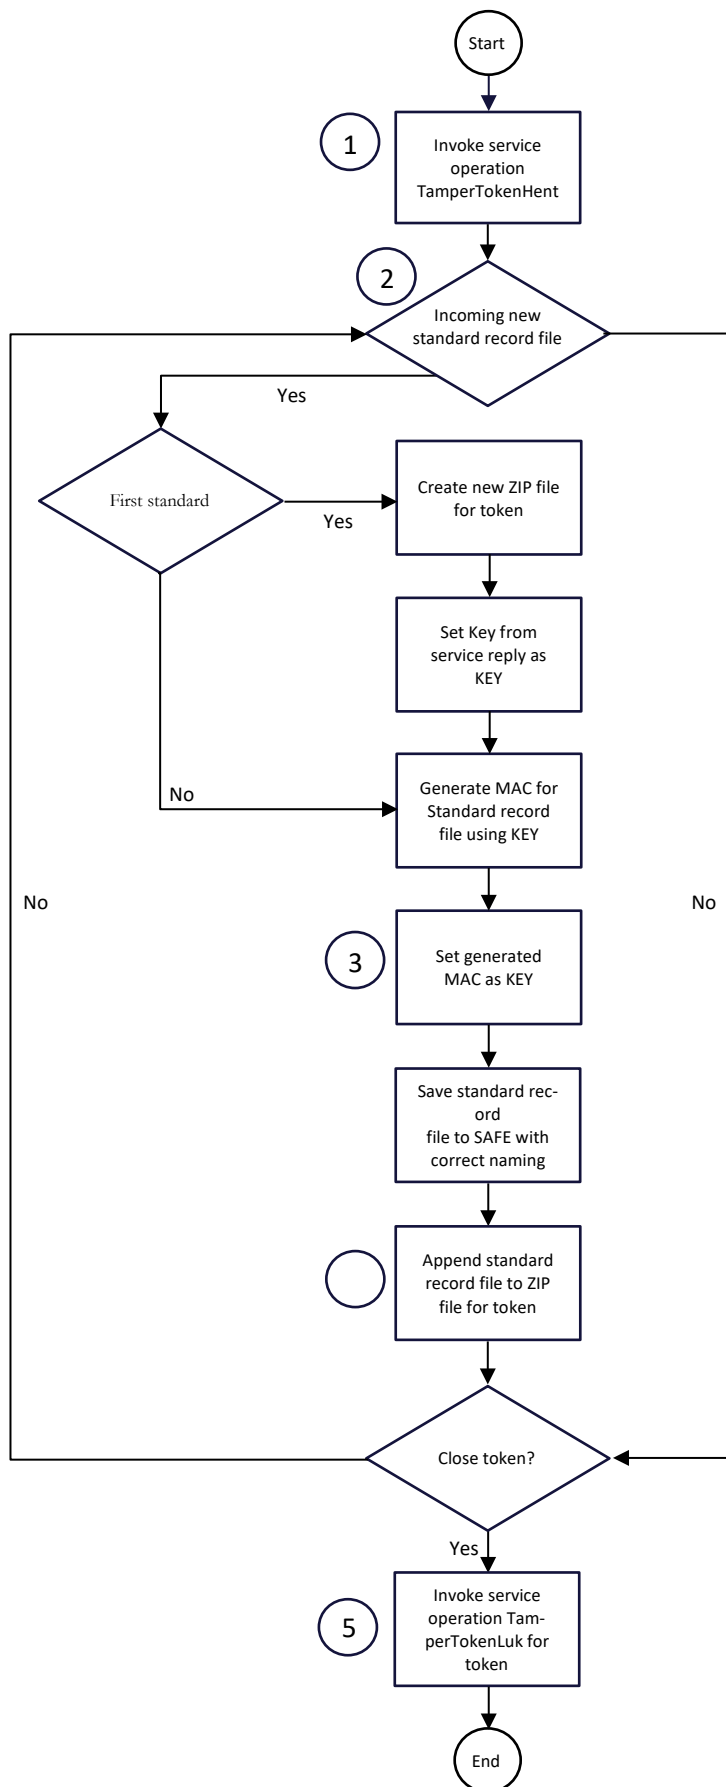 Start
1
Invoke service
operation
TamperTokenHent
2
Incoming new
standard record file
Yes
First standard
Yes
Create new ZIP file
for token
Set Key from
service reply as
KEY
No
Generate MAC for
Standard record
file using KEY
No
No
3
Set generated
MAC as KEY
Save standard rec-
ord
file to SAFE with
correct naming
Append standard
record file to ZIP
file for token
Close token?
Yes
5
Invoke service
operation Tam-
perTokenLuk for
token
End